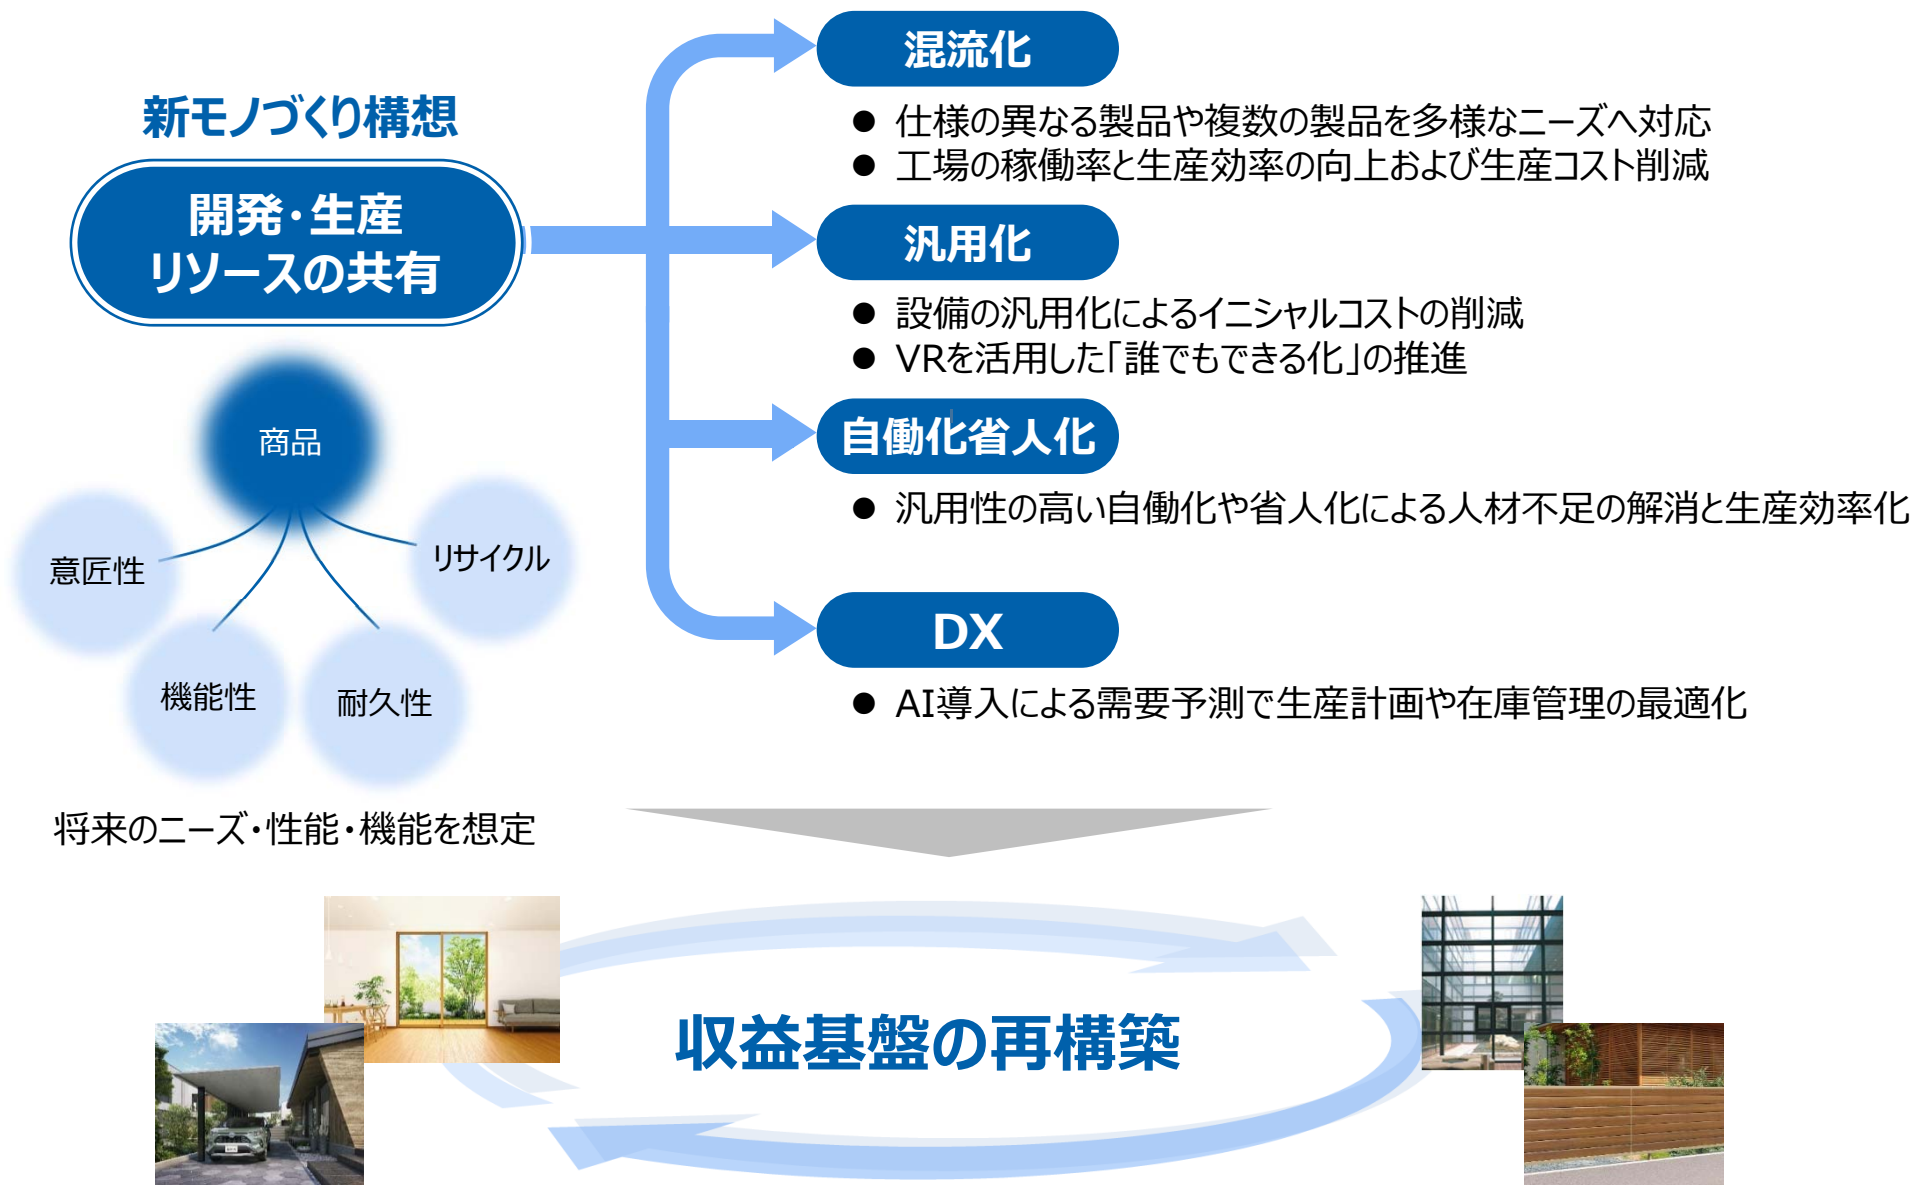 新モノづくり構想
開発・生産
リソースの共有
商品
意匠性
機能性
耐久性
リサイクル
将来のニーズ・性能・機能を想定
混流化
● 仕様の異なる製品や複数の製品を多様なニーズへ対応
● 工場の稼働率と生産効率の向上および生産コスト削減
汎用化
● 設備の汎用化によるイニシャルコストの削減
● VRを活用した「誰でもできる化」の推進
自働化省人化
● 汎用性の高い自働化や省人化による人材不足の解消と生産効率化
DX
● AI導入による需要予測で生産計画や在庫管理の最適化
収益基盤の再構築